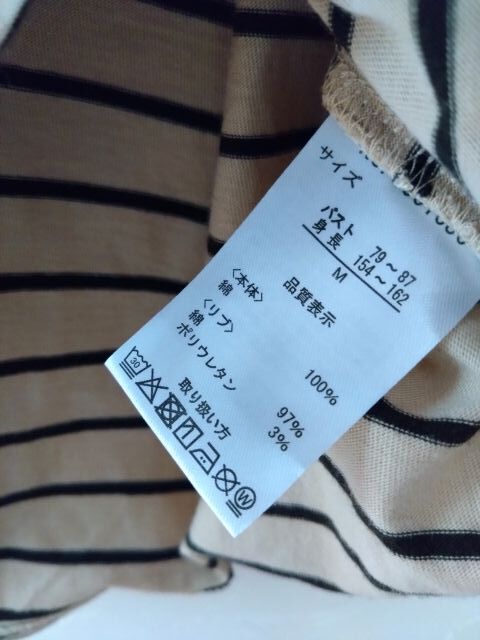 サイズ
バスト 79~87
身長 154~162
M
品質表示
〈本体〉
綿 100%
〈リブ〉
綿 97%
ポリウレタン 3%
取り扱い方
30
W